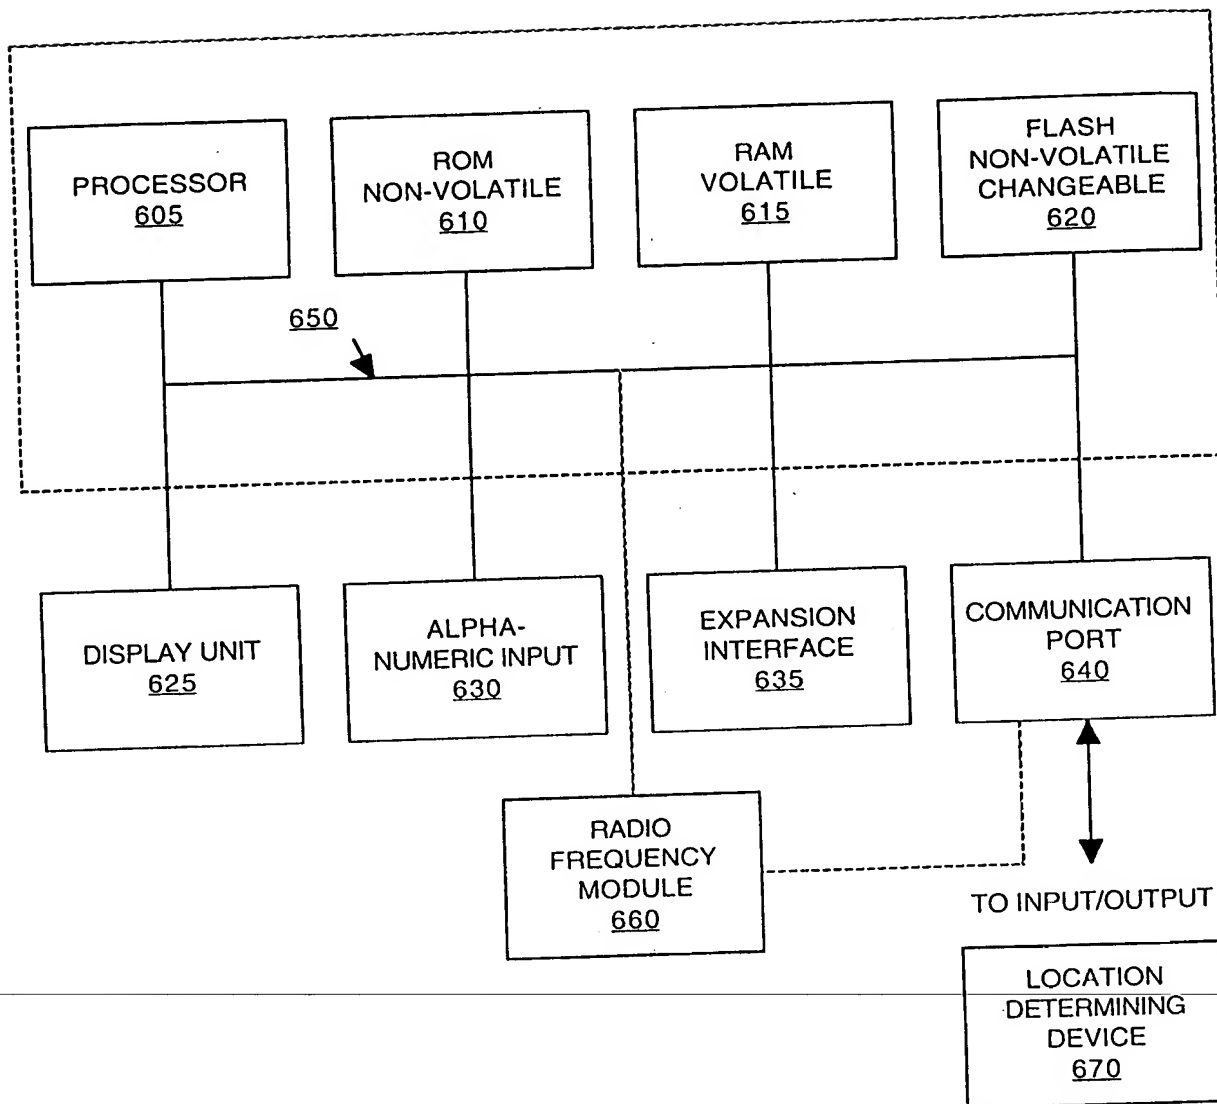 PROCESSOR
605
ROM
NON-VOLATILE
610
RAM
VOLATILE
615
FLASH
NON-VOLATILE
CHANGEABLE
620
650
DISPLAY UNIT
625
ALPHA-
NUMERIC INPUT
630
EXPANSION
INTERFACE
635
COMMUNICATION
PORT
640
RADIO
FREQUENCY
MODULE
660
TO INPUT/OUTPUT
LOCATION
DETERMINING
DEVICE
670